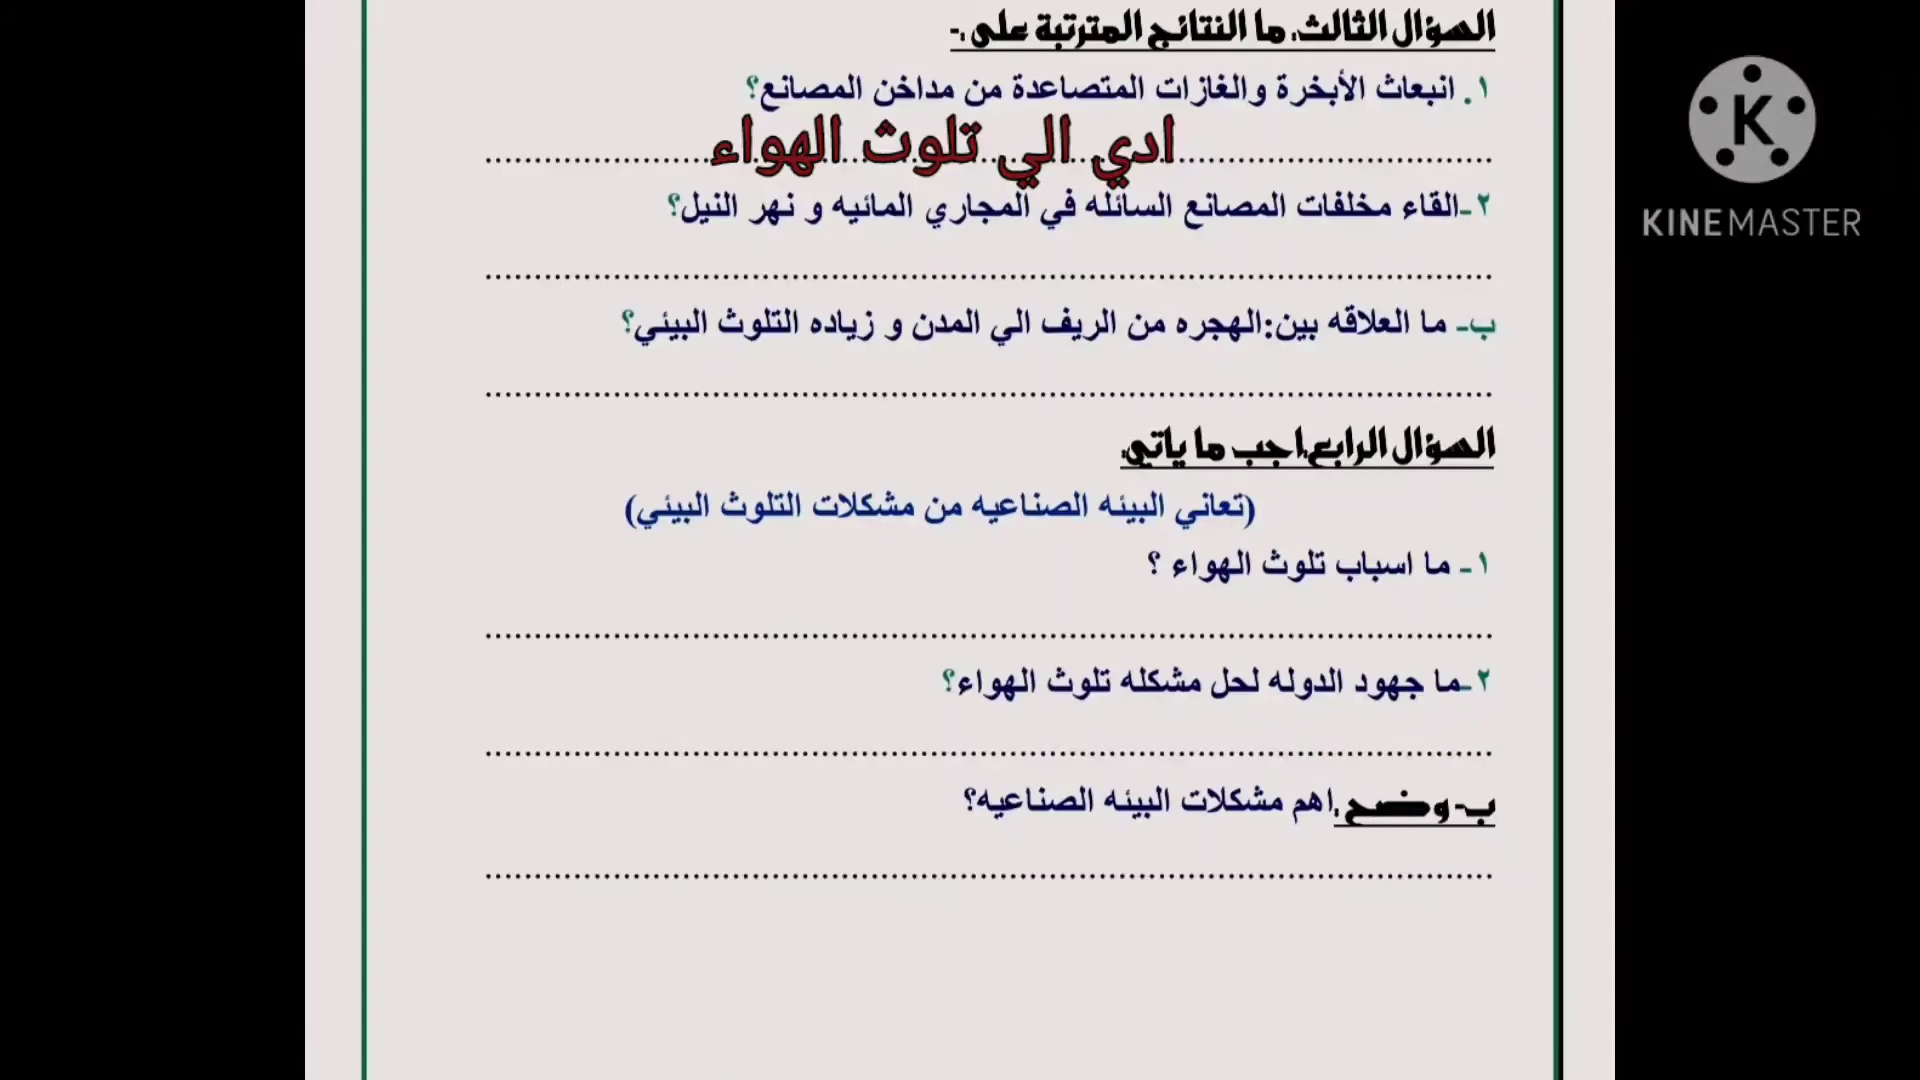 السؤال الثالث: ما النتائج المترتبة على :-
١. انبعاث الأبخرة والغازات المتصاعدة من مداخن المصانع؟
ادي الي تلوث الهواء
٢-القاء مخلفات المصانع السائله في المجاري المائيه و نهر النيل؟
ب- ما العلاقه بين:الهجره من الريف الي المدن و زياده التلوث البيئي؟
السؤال الرابع:اجب ما ياتي:
(تعاني البيئه الصناعيه من مشكلات التلوث البيئي)
١- ما اسباب تلوث الهواء ؟
٢-ما جهود الدوله لحل مشكله تلوث الهواء؟
ب- وضح :اهم مشكلات البيئه الصناعيه؟
K
KINEMASTER